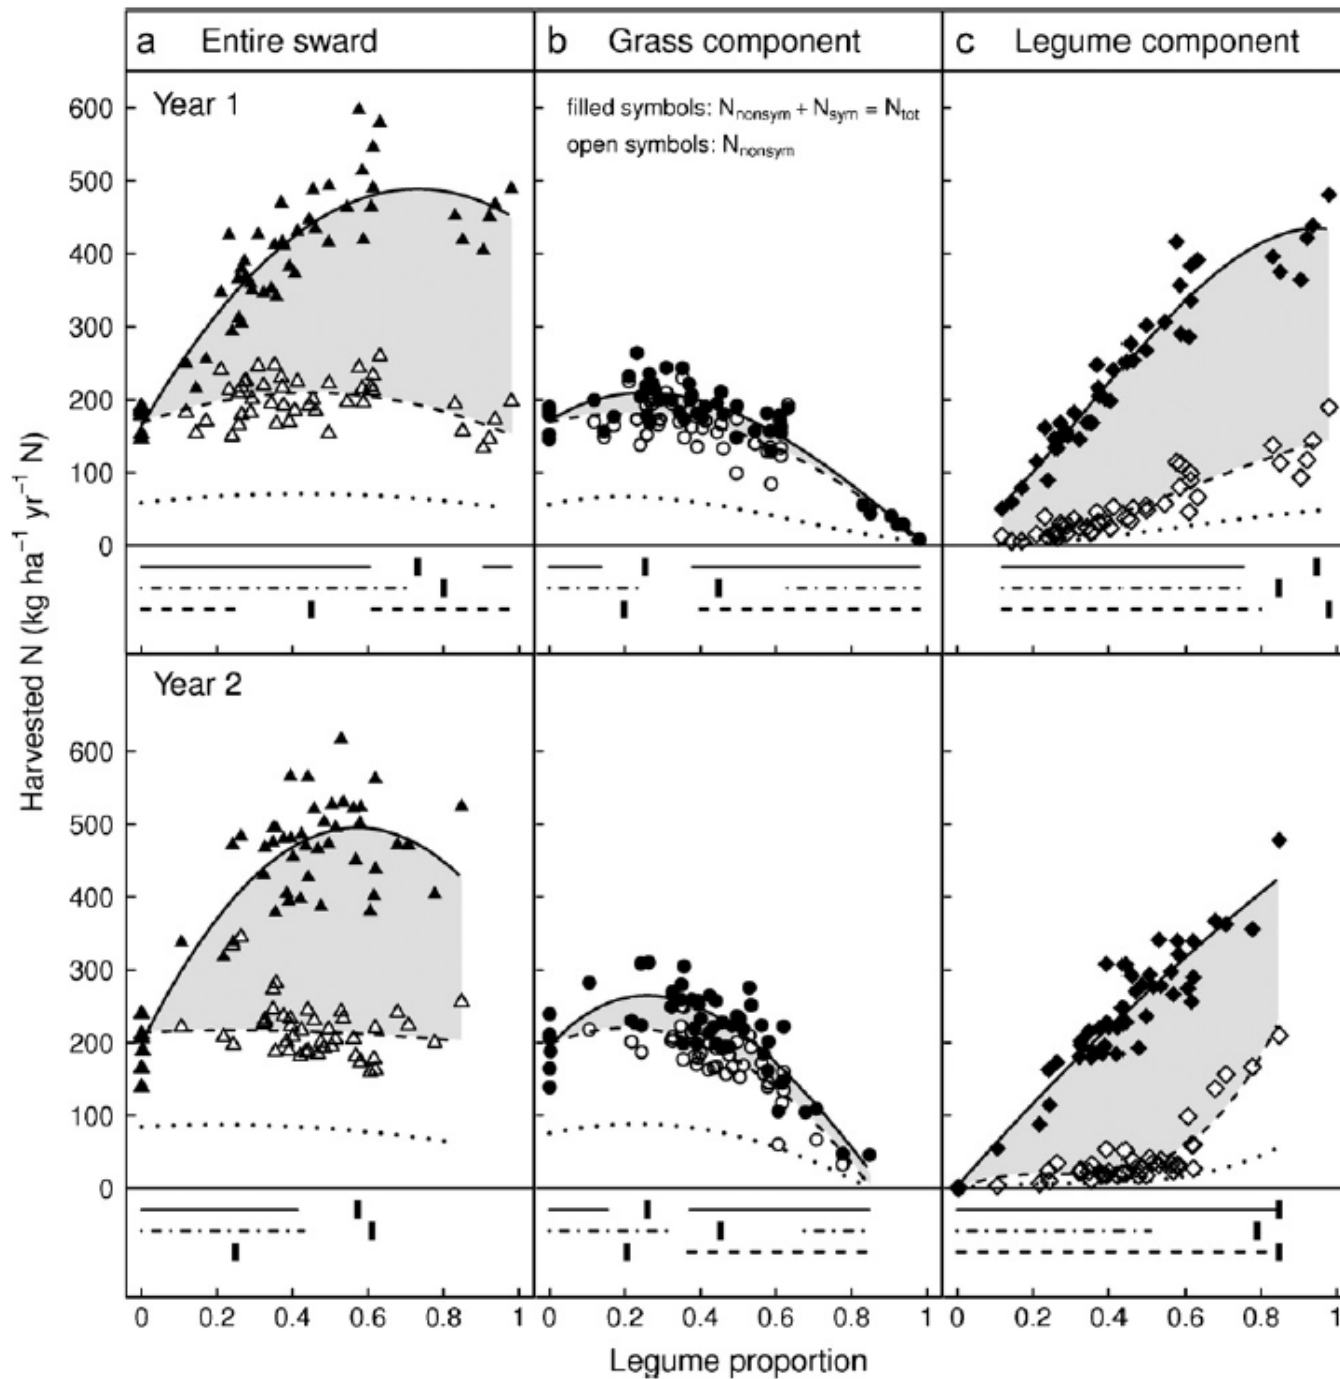 a Entire sward
b Grass component
c Legume component
Year 1
filled symbols: Nnonsym + Nsym = Ntot
open symbols: Nnonsym
600
500
400
300
200
100
0
Harvested N (kg ha⁻¹ yr⁻¹ N)
Year 2
600
500
400
300
200
100
0
0 0.2 0.4 0.6 0.8 1
0 0.2 0.4 0.6 0.8 1
0 0.2 0.4 0.6 0.8 1
Legume proportion